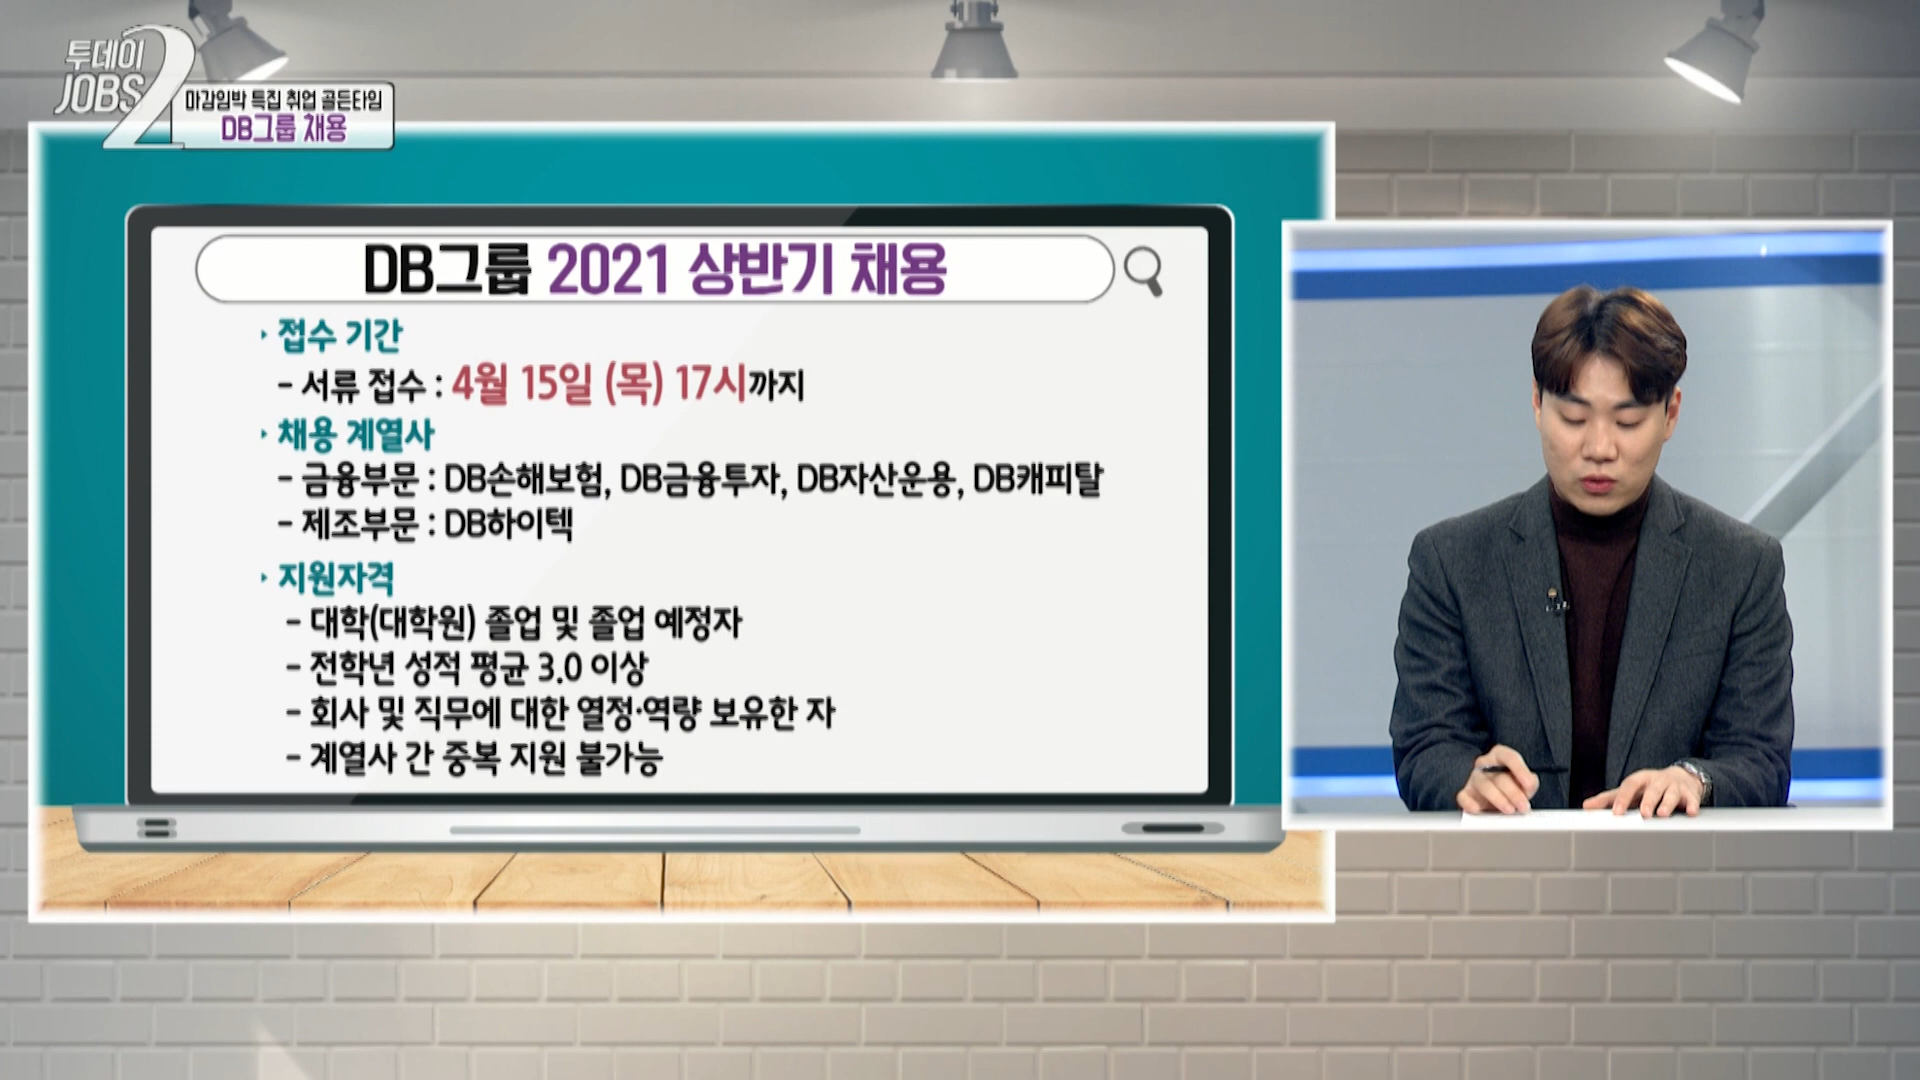 투데이
JOBS 2
마감임박 특집 취업 골든타임
DB그룹 채용
DB그룹 2021 상반기 채용
접수 기간
- 서류 접수 : 4월 15일 (목) 17시까지
채용 계열사
- 금융부문 : DB손해보험, DB금융투자, DB자산운용, DB캐피탈
- 제조부문 : DB하이텍
지원자격
- 대학(대학원) 졸업 및 졸업 예정자
- 전학년 성적 평균 3.0 이상
- 회사 및 직무에 대한 열정·역량 보유한 자
- 계열사 간 중복 지원 불가능